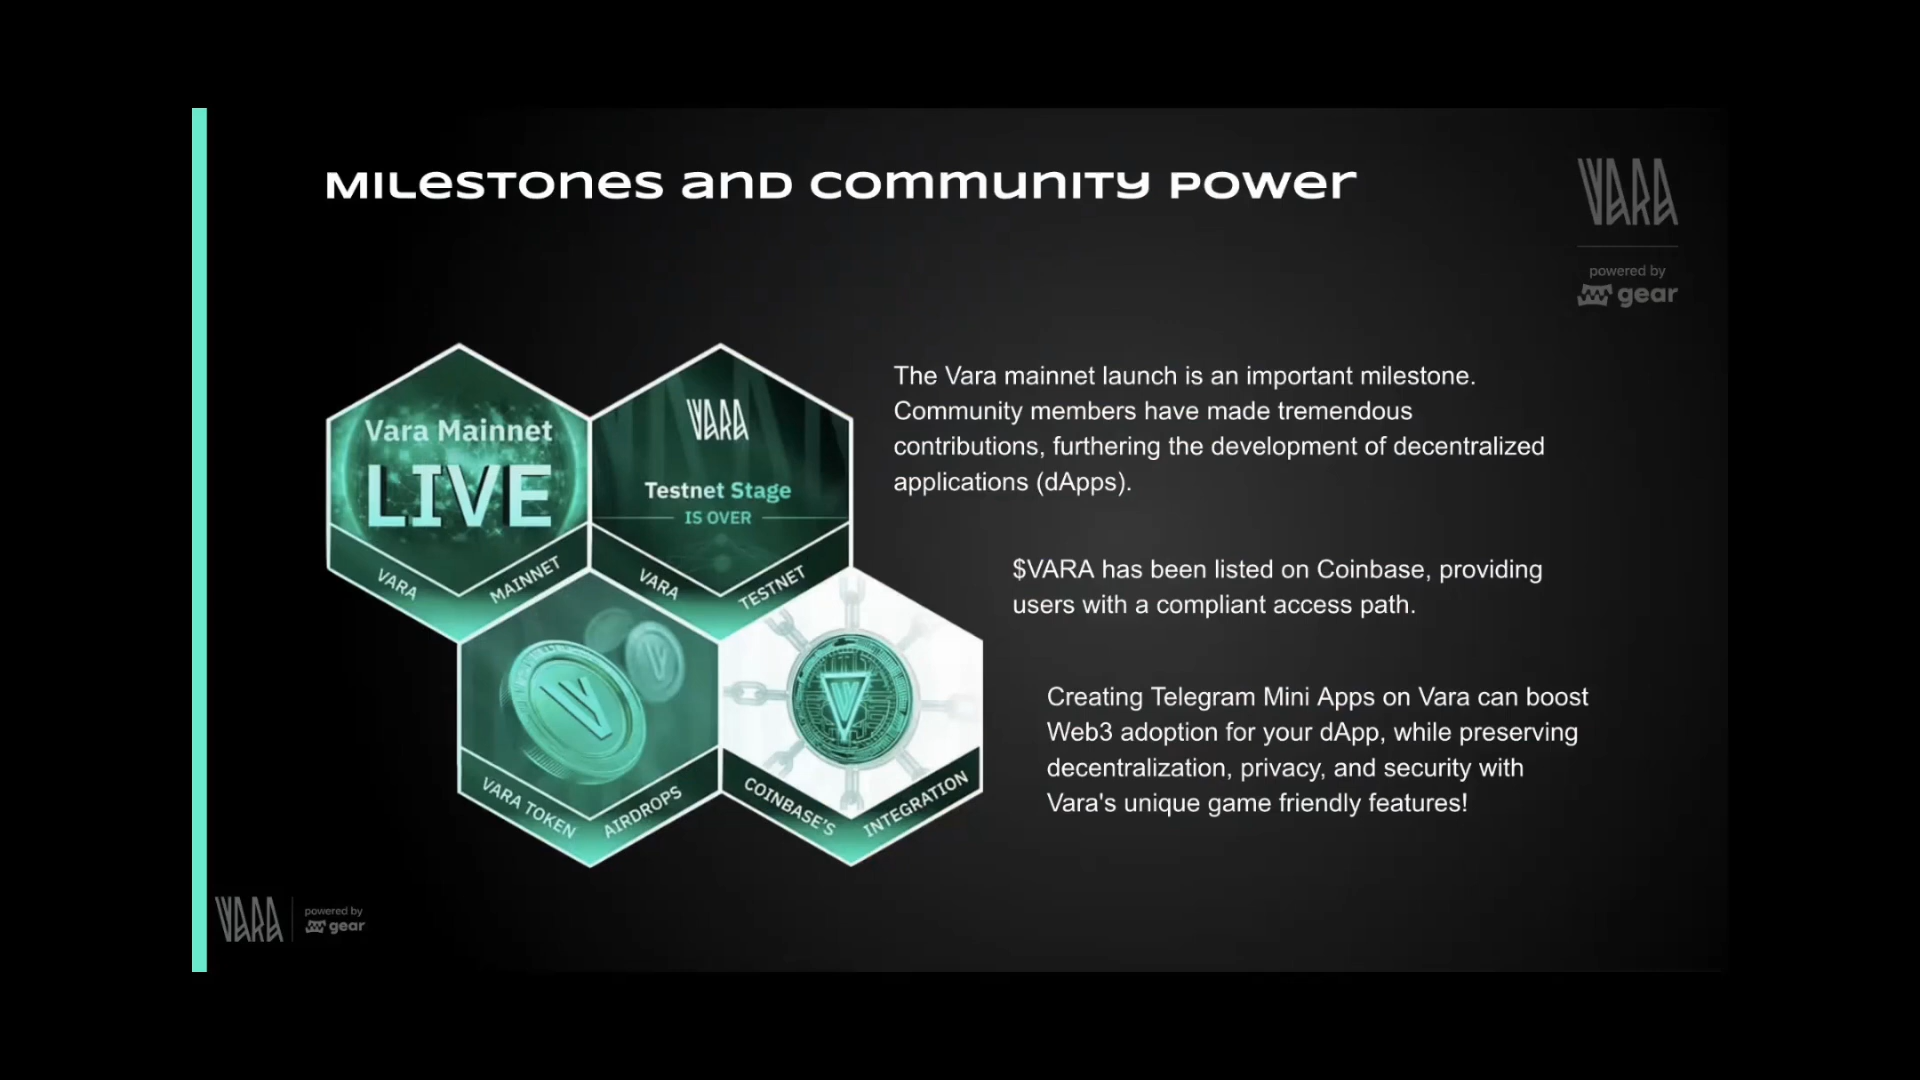 Milestones and Community Power
VARA
powered by
gear
Vara Mainnet
LIVE
VARA MAINNET
VARA
Testnet Stage
IS OVER
VARA TESTNET
VARA TOKEN AIRDROPS
COINBASE'S INTEGRATION
The Vara mainnet launch is an important milestone.
Community members have made tremendous
contributions, furthering the development of decentralized
applications (dApps).
$VARA has been listed on Coinbase, providing
users with a compliant access path.
Creating Telegram Mini Apps on Vara can boost
Web3 adoption for your dApp, while preserving
decentralization, privacy, and security with
Vara's unique game friendly features!
VARA
powered by
gear